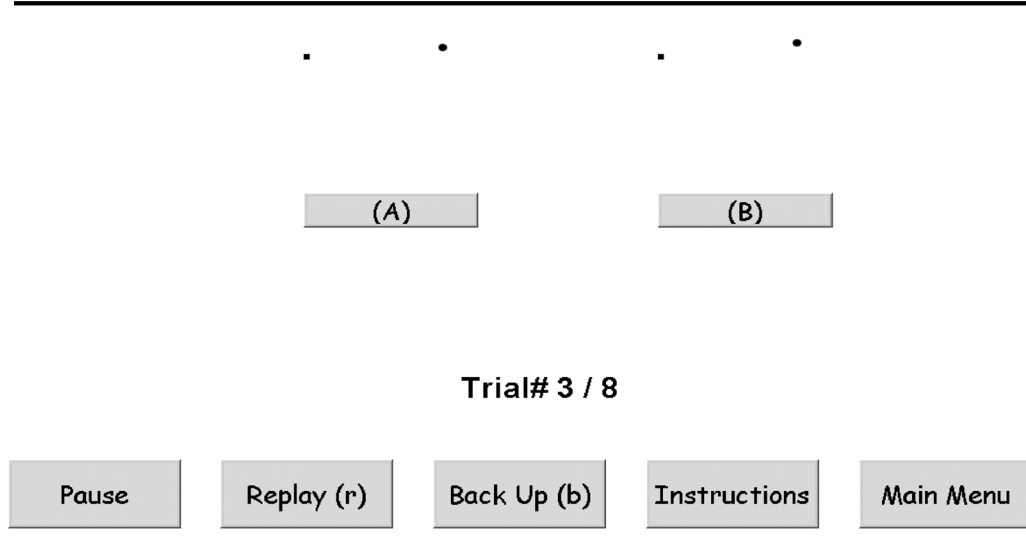 (A) (B)
Trial# 3 / 8
Pause Replay (r) Back Up (b) Instructions Main Menu